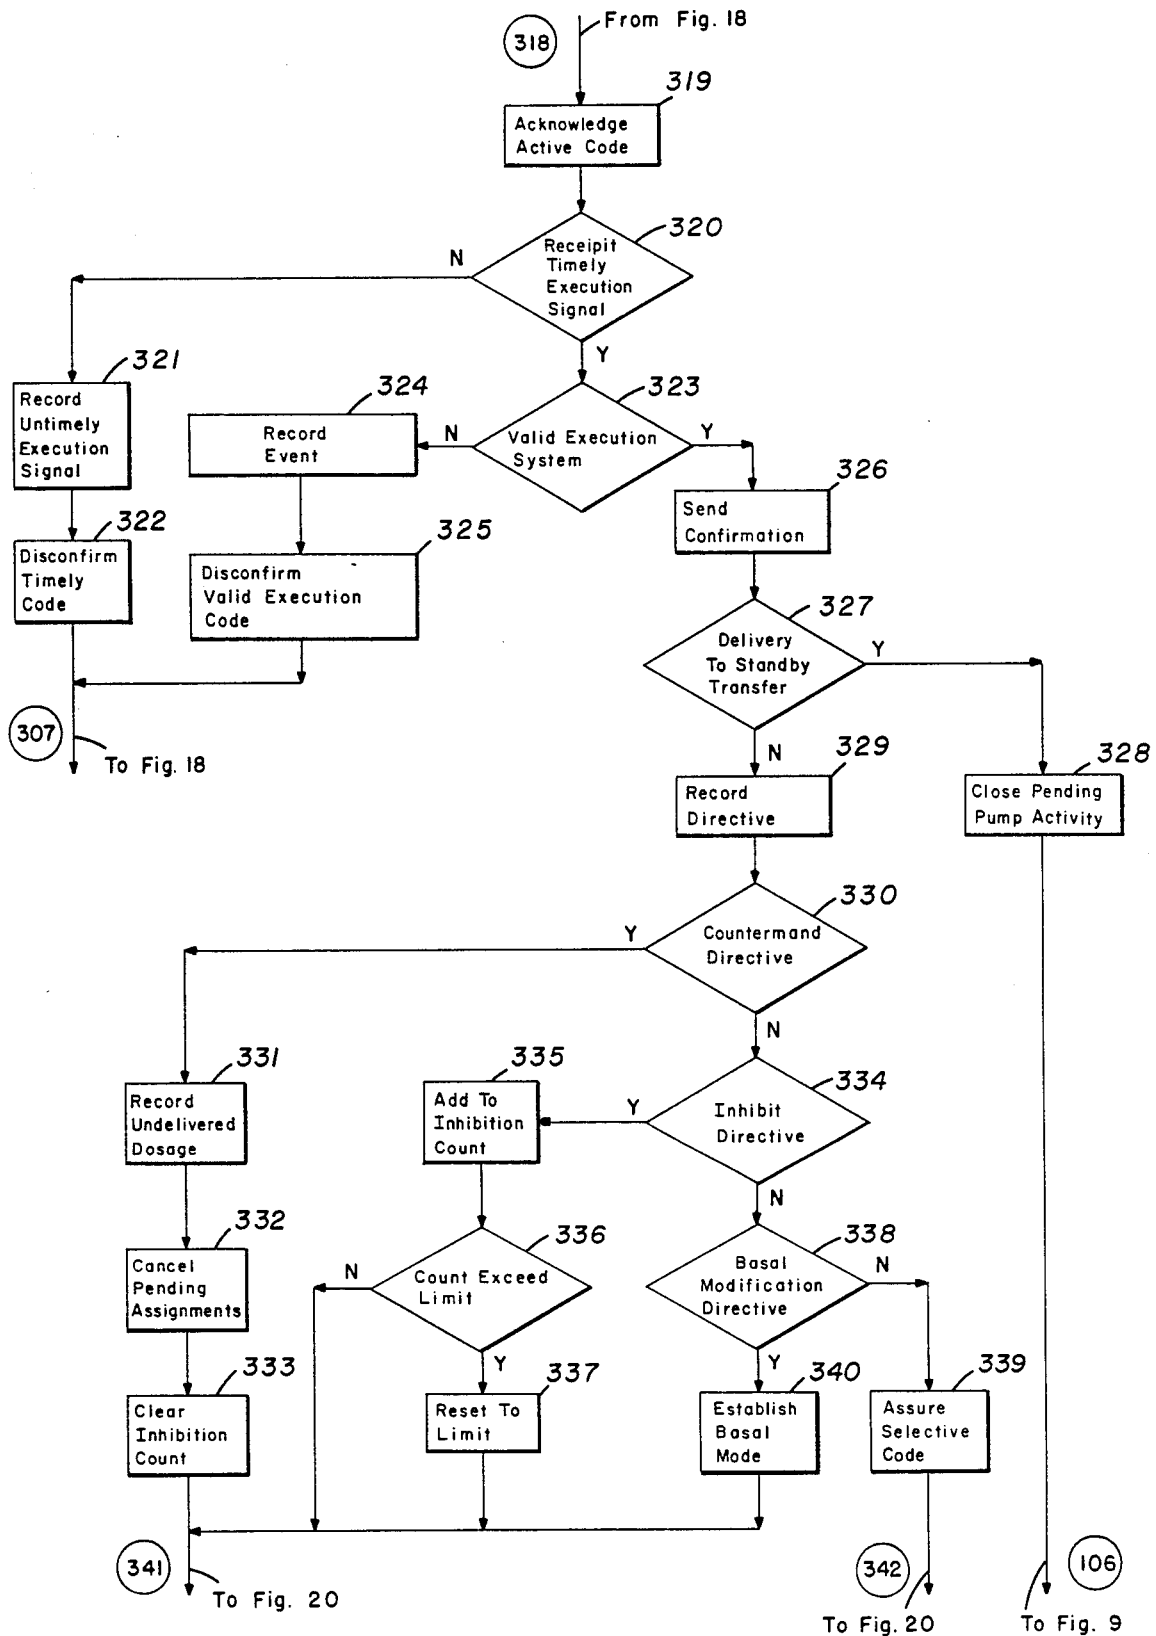 From Fig. 18
318
319
Acknowledge
Active Code
320
Receipit
Timely
Execution
Signal
N
Y
321
Record
Untimely
Execution
Signal
322
Disconfirm
Timely
Code
324
Record
Event
N
323
Valid Execution
System
Y
325
Disconfirm
Valid Execution
Code
326
Send
Confirmation
307
To Fig. 18
327
Delivery
To Standby
Transfer
Y
N
329
Record
Directive
328
Close Pending
Pump Activity
330
Countermand
Directive
Y
N
331
Record
Undelivered
Dosage
332
Cancel
Pending
Assignments
333
Clear
Inhibition
Count
335
Add To
Inhibition
Count
Y
334
Inhibit
Directive
N
336
Count Exceed
Limit
N
Y
337
Reset To
Limit
338
Basal
Modification
Directive
N
Y
340
Establish
Basal
Mode
339
Assure
Selective
Code
341
To Fig. 20
342
To Fig. 20
106
To Fig. 9